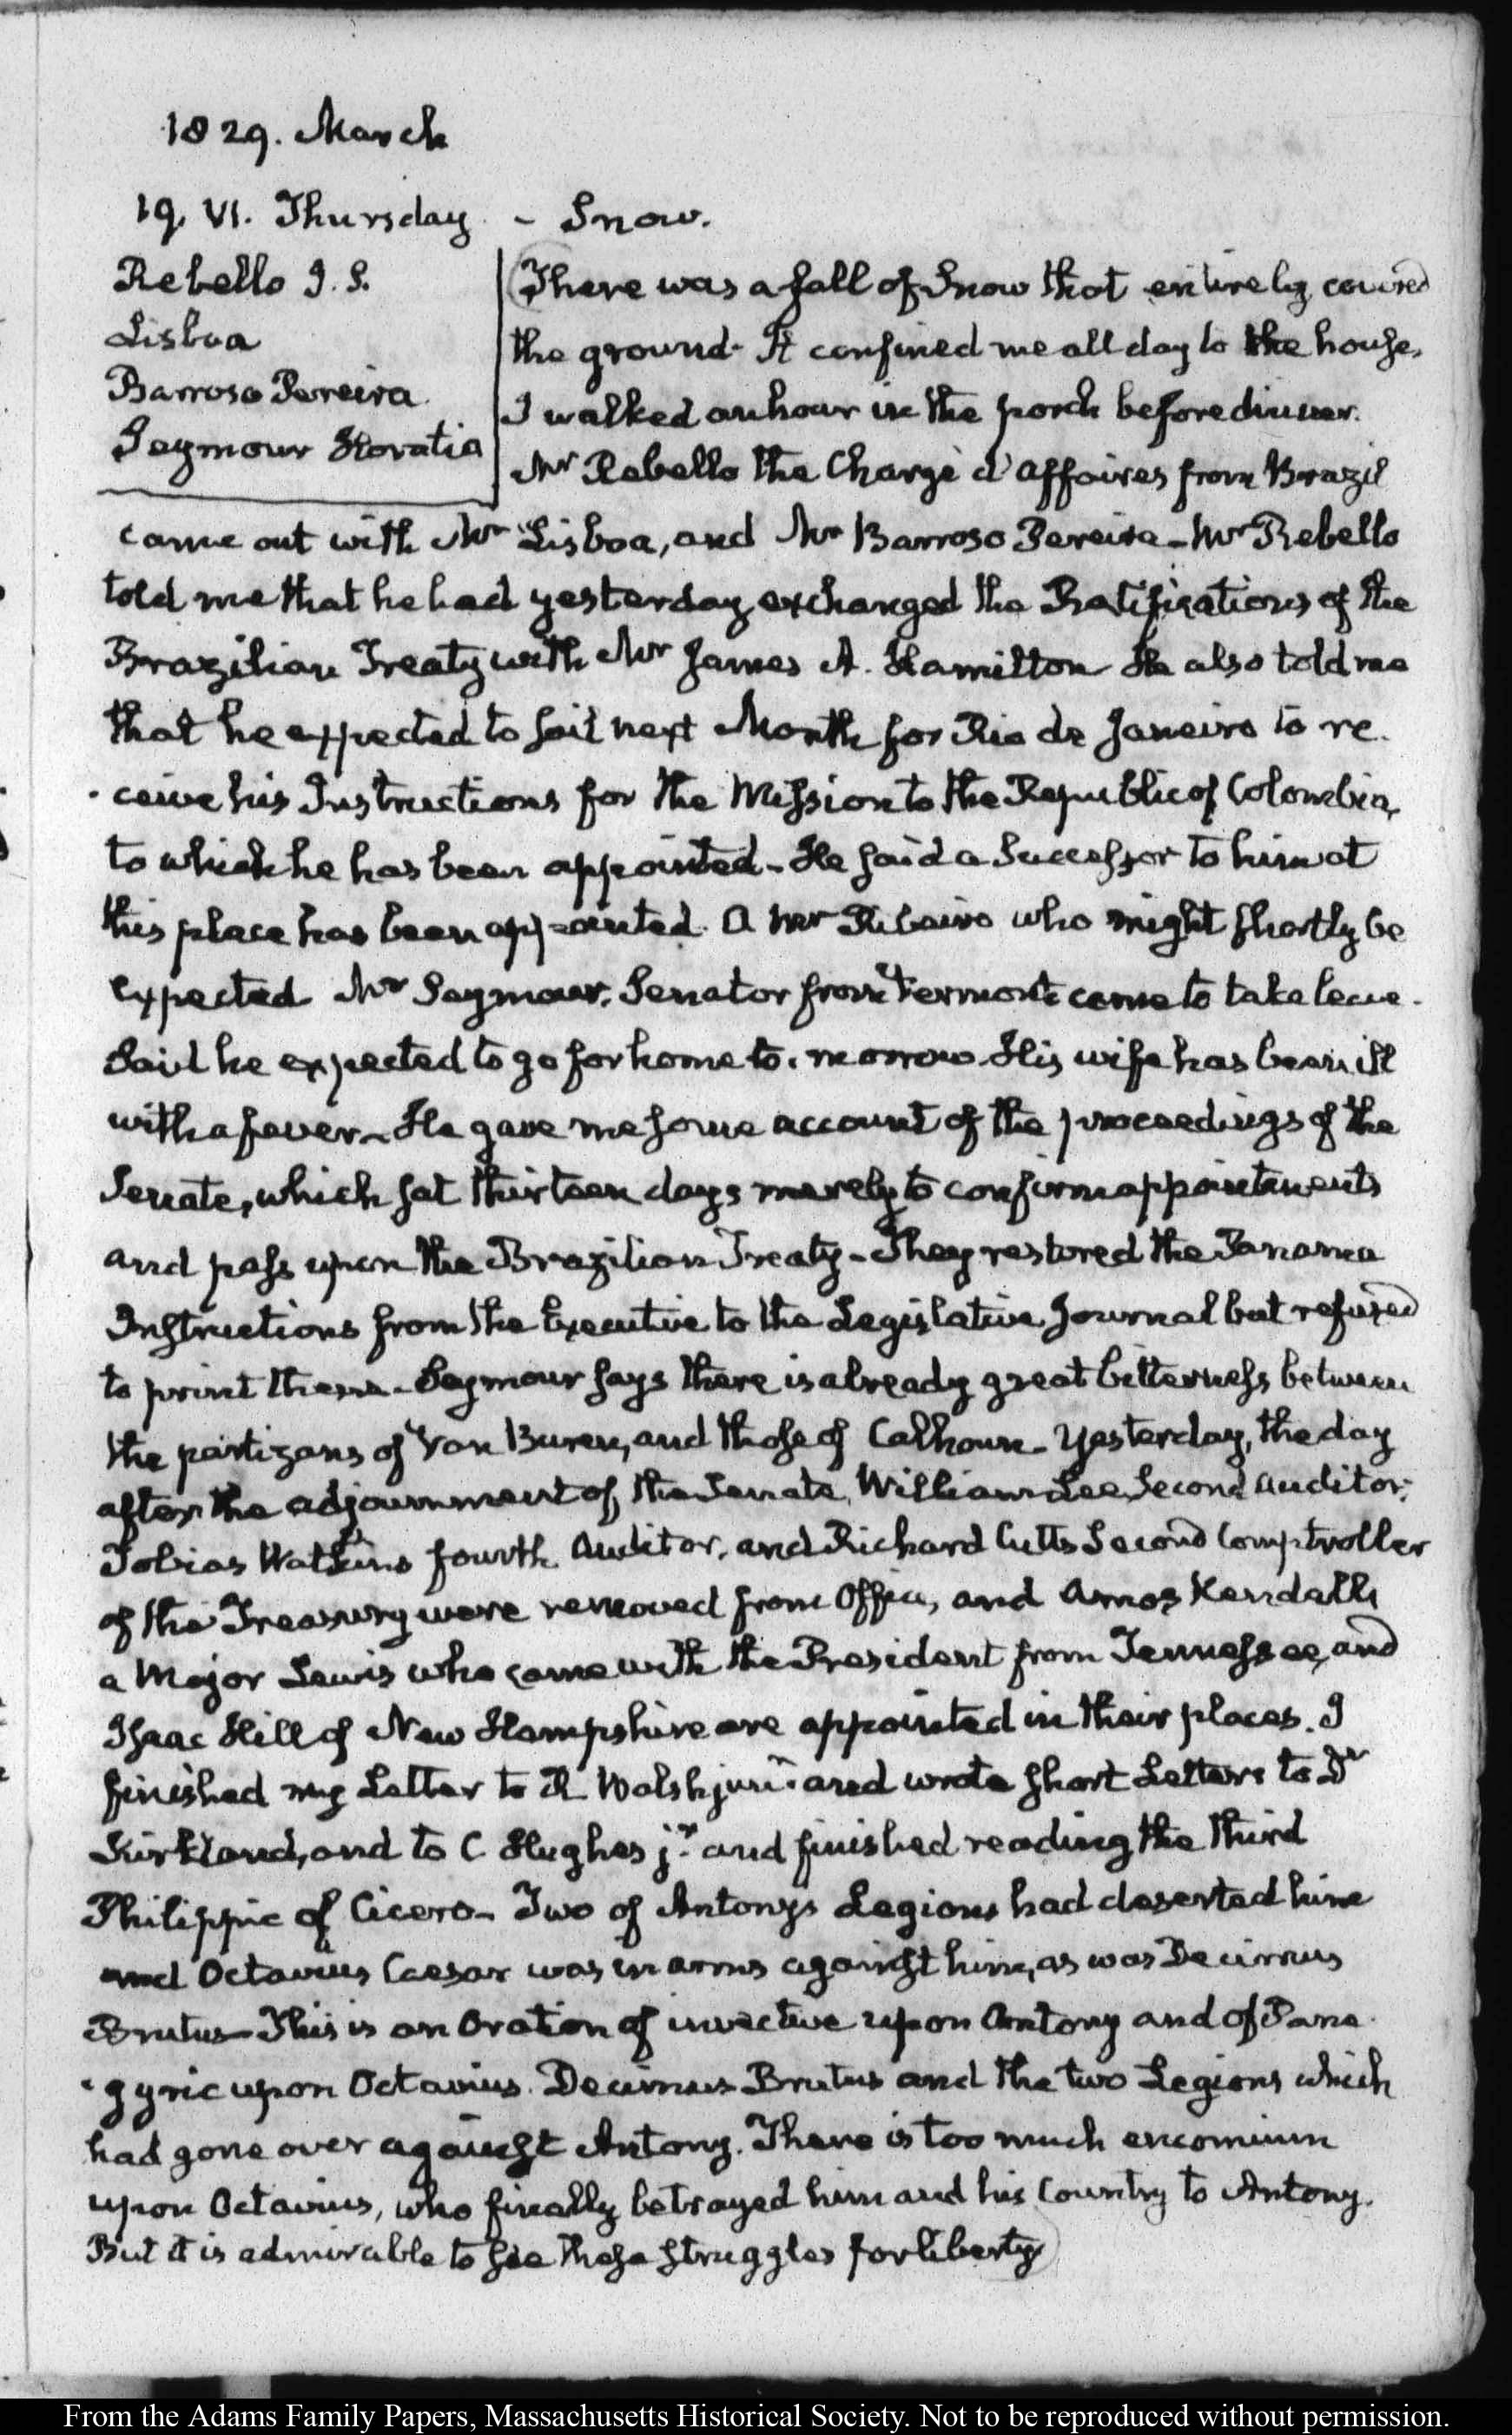 1829. March
19. VI. Thursday. - Snow.
Rebello J. S.
Lisboa
Barroso Pereira
Seymour Horatio
There was a fall of Snow that entirely covered
the ground. It confined me all day to the house,
I walked an hour in the porch before dinner.
Mr Rebello the Chargé d'affaires from Brazil
came out with Mr Lisboa, and Mr Barroso Pereira - Mr Rebello
told me that he had yesterday exchanged the Ratifications of the
Brazilian Treaty with Mr James A. Hamilton He also told me
that he expected to sail next Month for Rio de Janeiro to re-
-ceive his Instructions for the Mission to the Republic of Colombia,
to which he has been appointed - He said a Successor to him at
this place has been appointed. A Mr Ribeiro who might shortly be
expected Mr Seymour, Senator from Vermont came to take leave.
Said he expected to go for home to-morrow. His wife has been ill
with a fever - He gave me some account of the proceedings of the
Senate, which sat thirteen days merely to confirm appointments
and pass upon the Brazilian Treaty - They restored the Panama
Instructions from the Executive to the Legislative Journal but refused
to print them - Seymour says there is already great bitterness between
the partizans of Van Buren, and those of Calhoun - Yesterday, the day
after the adjournment of the Senate, William Lee Second Auditor,
Tobias Watkins fourth Auditor, and Richard Cutts Second Comptroller
of the Treasury were removed from Office, and Amos Kendall,
a Major Lewis who came with the President from Tennessee, and
Isaac Hill of New Hampshire are appointed in their places. I
finished my Letter to R Walsh junr. and wrote short Letters to Dr
Kirkland, and to C Hughes jr. and finished reading the third
Philippic of Cicero - Two of Antonys Legions had deserted him
and Octavius Caesar was in arms against him, as was Decimus
Brutus - This is an Oration of invective upon Antony and of Pane-
-gyric upon Octavius. Decimus Brutus and the two Legions which
had gone over against Antony. There is too much encomium
upon Octavius, who finally betrayed him and his Country to Antony.
But it is admirable to see these struggles for liberty
From the Adams Family Papers, Massachusetts Historical Society. Not to be reproduced without permission.